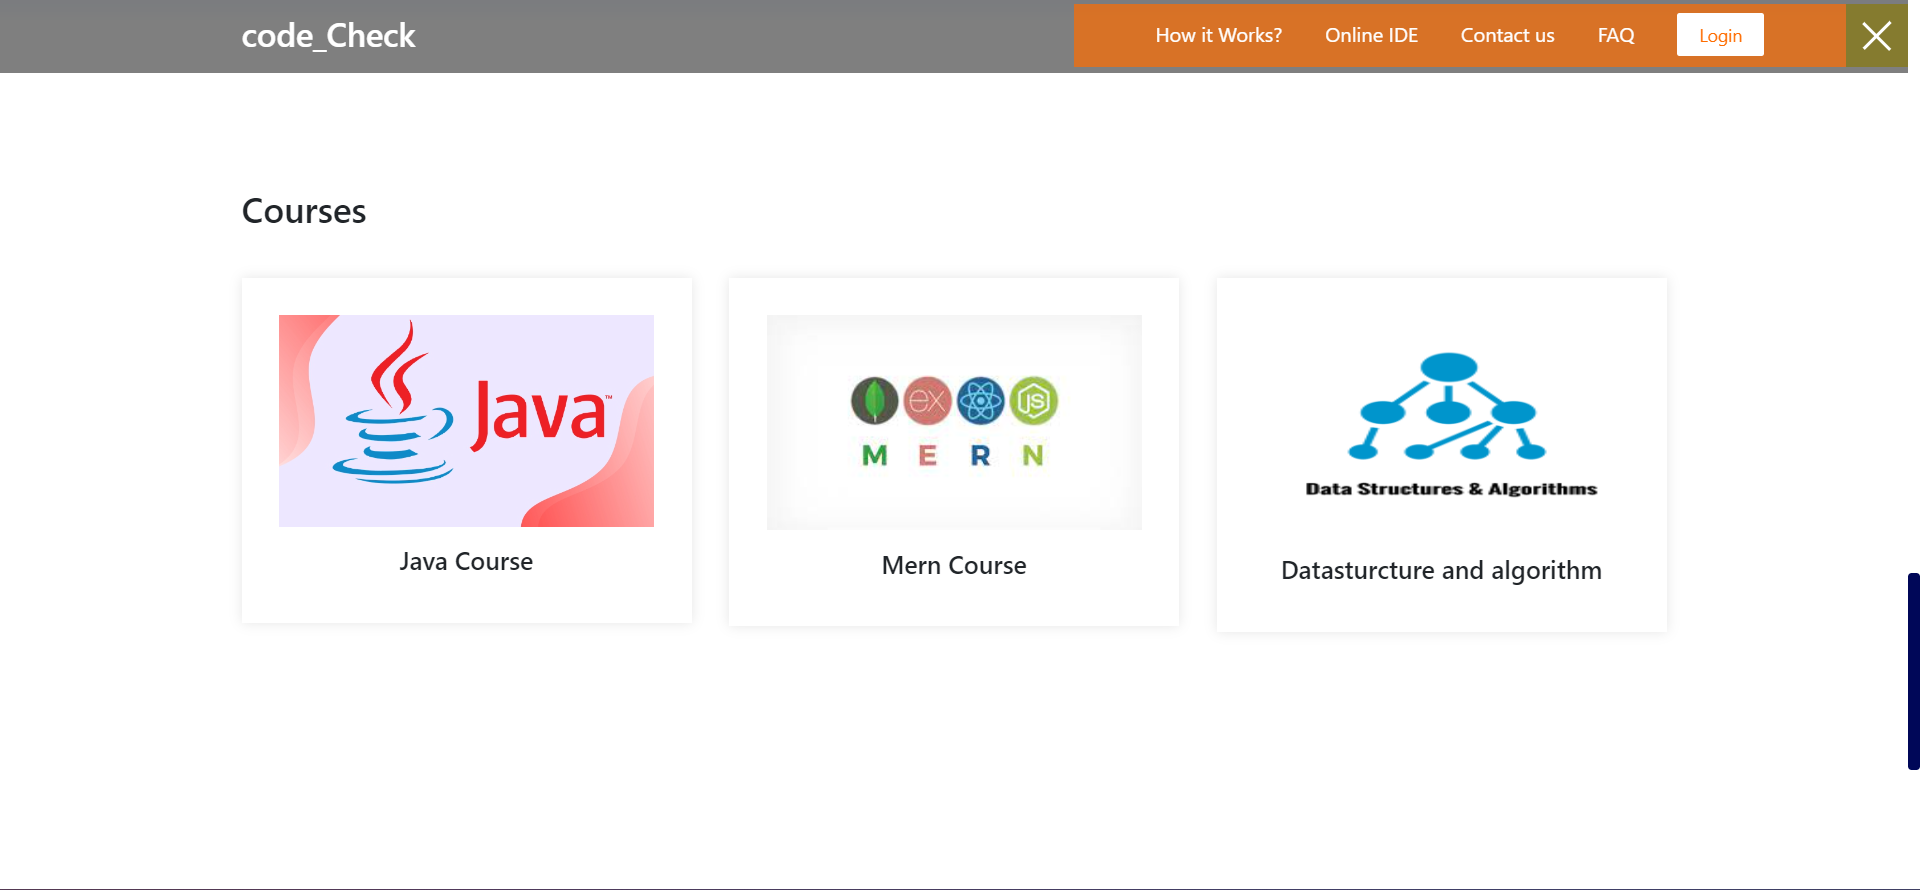 code_Check
How it Works? Online IDE Contact us FAQ Login
Courses
Java™
ex JS
M E R N
Data Structures & Algorithms
Java Course
Mern Course
Datasturcture and algorithm